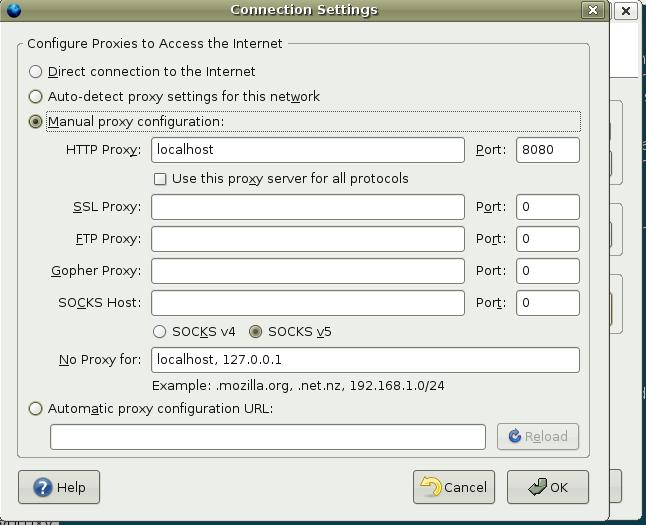 Connection Settings
Configure Proxies to Access the Internet
Direct connection to the Internet
Auto-detect proxy settings for this network
Manual proxy configuration:
HTTP Proxy: localhost Port: 8080
Use this proxy server for all protocols
SSL Proxy: Port: 0
FTP Proxy: Port: 0
Gopher Proxy: Port: 0
SOCKS Host: Port: 0
SOCKS v4 SOCKS v5
No Proxy for: localhost, 127.0.0.1
Example: .mozilla.org, .net.nz, 192.168.1.0/24
Automatic proxy configuration URL:
Reload
Help Cancel OK